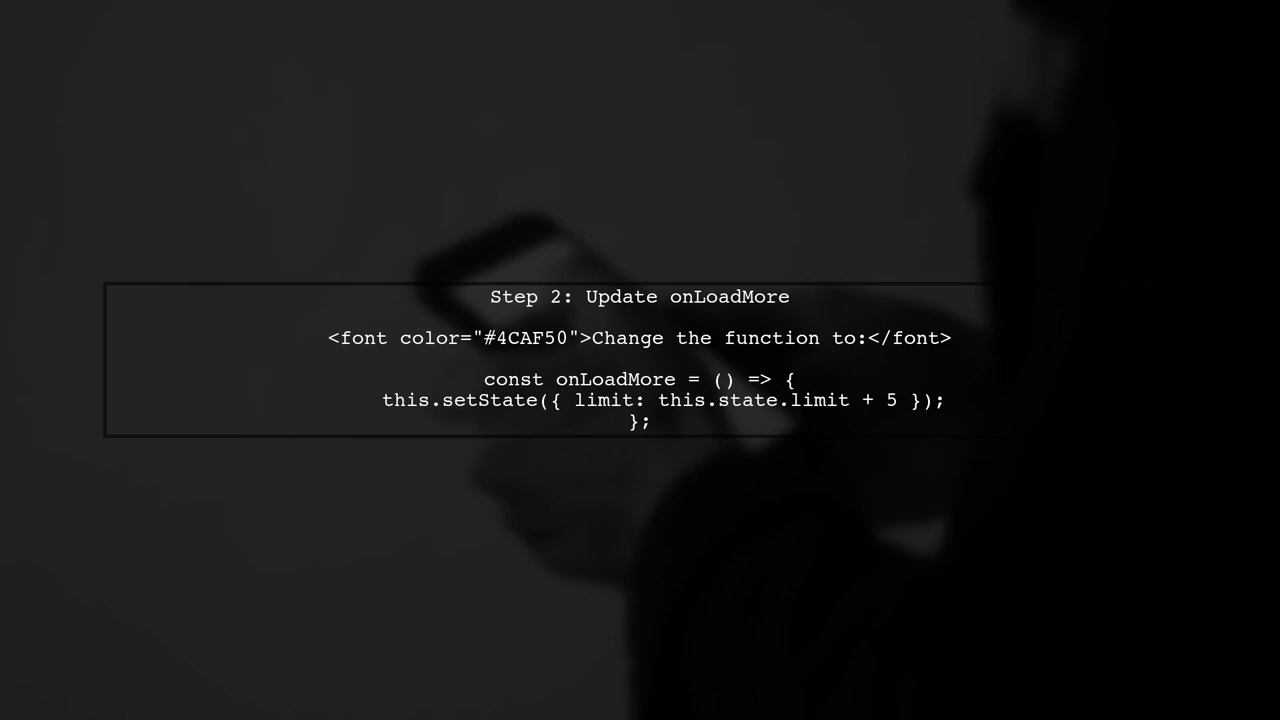 Step 2: Update onLoadMore
<font color="#4CAF50">Change the function to:</font>
const onLoadMore = () => {
this.setState({ limit: this.state.limit + 5 });
};